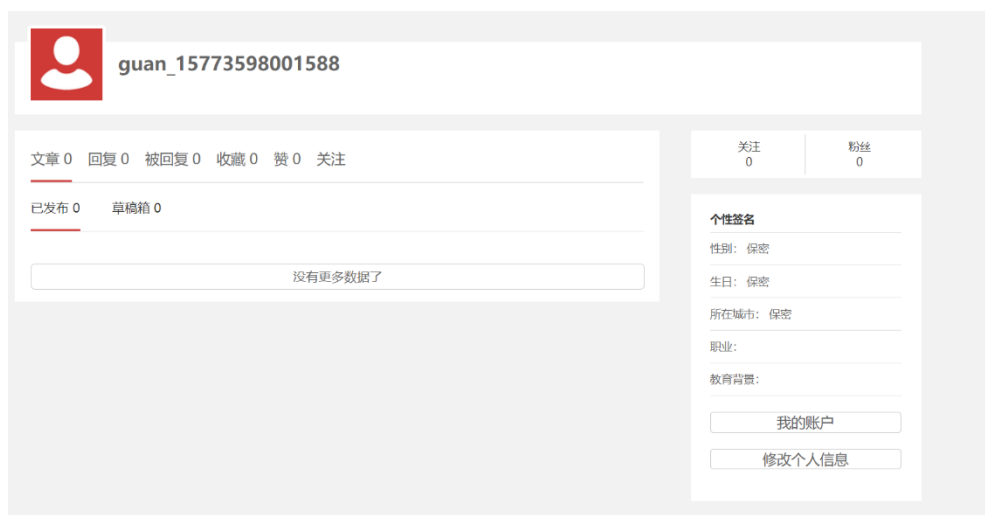 guan_15773598001588
文章 0 回复 0 被回复 0 收藏 0 赞 0 关注
已发布 0 草稿箱 0
没有更多数据了
关注 粉丝
0 0
个性签名
性别： 保密
生日： 保密
所在城市： 保密
职业：
教育背景：
我的账户
修改个人信息